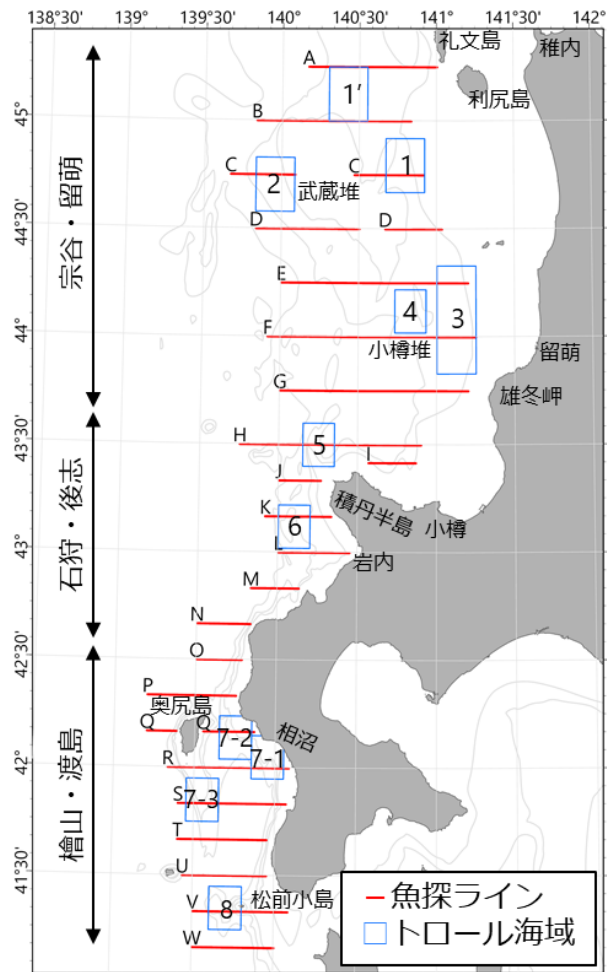 138° 138°30' 139° 139°30' 140° 140°30' 141° 141°30' 142°
礼文島
稚内
A
1’
利尻島
45°
B
C
2
武蔵堆
C
1
44°30'
D
D
宗谷・留萌
E
4
3
44°
F
小樽堆
留萌
G
雄冬岬
43°30'
H
5
I
J
積丹半島
小樽
K
6
石狩・後志
43°
L
岩内
M
N
42°30'
O
P
奥尻島
Q
Q
7-2
相沼
7-1
42°
R
S
7-3
檜山・渡島
T
41°30'
U
V
8
松前小島
W
魚探ライン
トロール海域